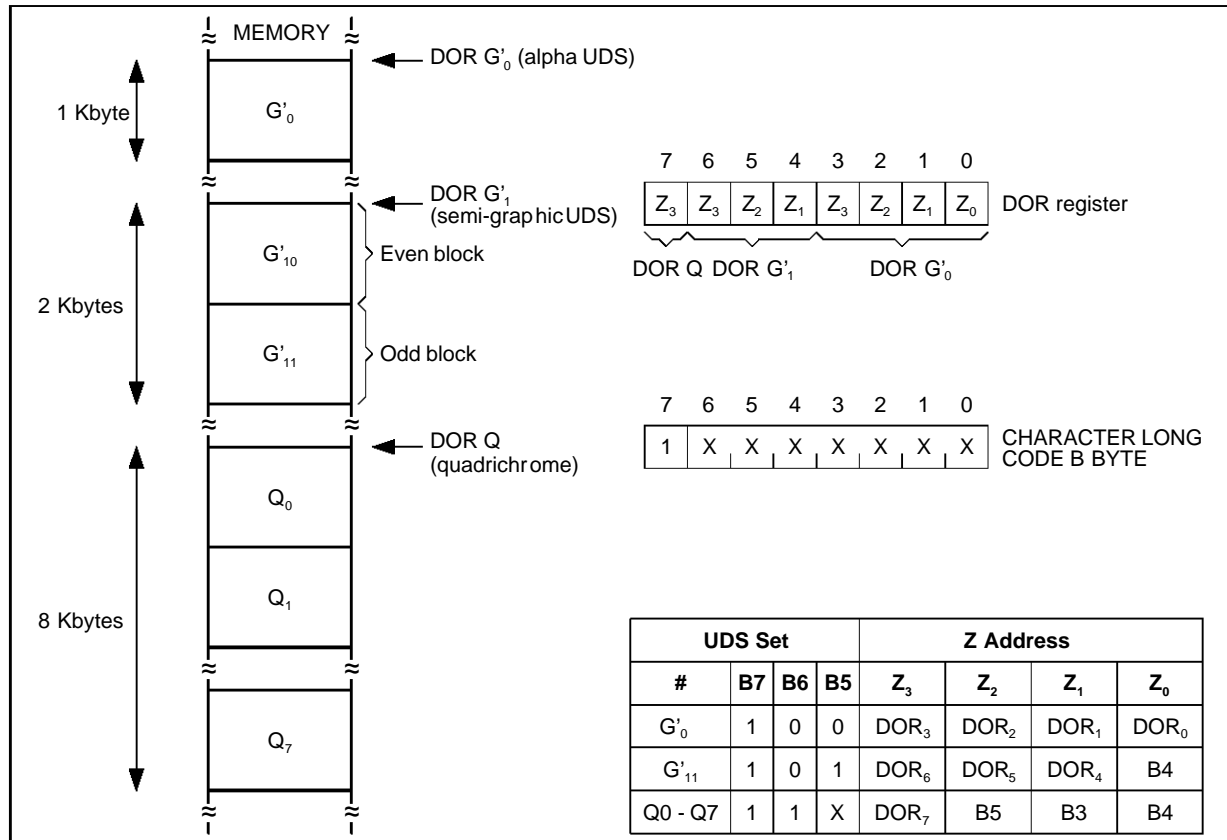 MEMORY
DOR G'₀ (alpha UDS)
1 Kbyte
G'₀
DOR G'₁
(semi-graphic UDS)
G'₁₀
Even block
2 Kbytes
G'₁₁
Odd block
DOR Q
(quadrichrome)
Q₀
Q₁
8 Kbytes
Q₇
7 6 5 4 3 2 1 0
Z₃ Z₃ Z₂ Z₁ Z₃ Z₂ Z₁ Z₀ DOR register
DOR Q DOR G'₁ DOR G'₀
7 6 5 4 3 2 1 0
1 X X X X X X X CHARACTER LONG
CODE B BYTE
UDS Set Z Address
# B7 B6 B5 Z₃ Z₂ Z₁ Z₀
G'₀ 1 0 0 DOR₃ DOR₂ DOR₁ DOR₀
G'₁₁ 1 0 1 DOR₆ DOR₅ DOR₄ B4
Q0 - Q7 1 1 X DOR₇ B5 B3 B4